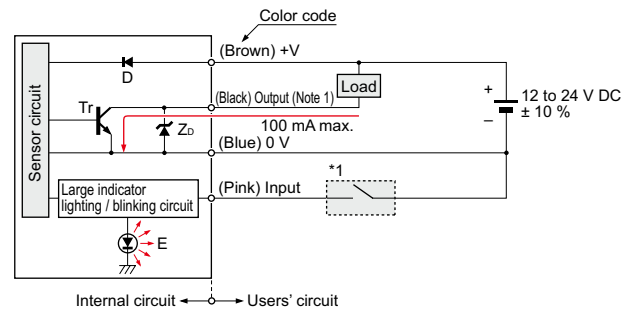 Color code
(Brown) +V
D
Sensor circuit
Tr
(Black) Output (Note 1)
Load
ZD
100 mA max.
+
12 to 24 V DC
–
± 10 %
(Blue) 0 V
Large indicator
lighting / blinking circuit
(Pink) Input
*1
E
Internal circuit
Users' circuit